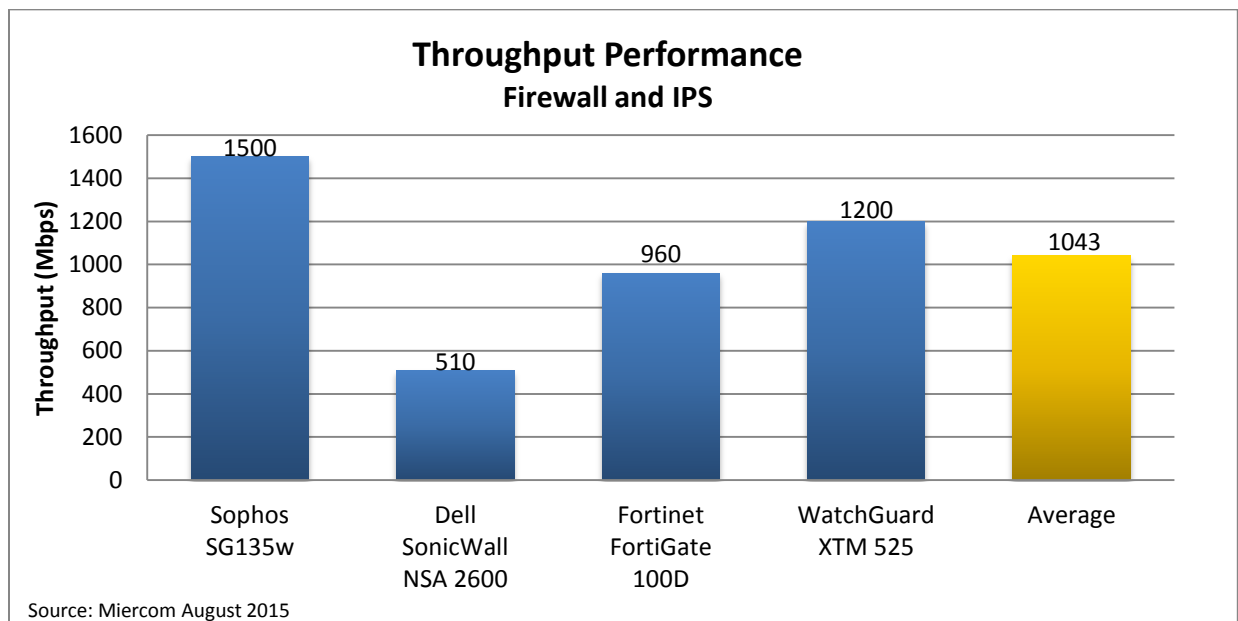 Throughput Performance
Firewall and IPS
Throughput (Mbps)
1600
1400
1200
1000
800
600
400
200
0
1500
510
960
1200
1043
Sophos
SG135w
Dell
SonicWall
NSA 2600
Fortinet
FortiGate
100D
WatchGuard
XTM 525
Average
Source: Miercom August 2015